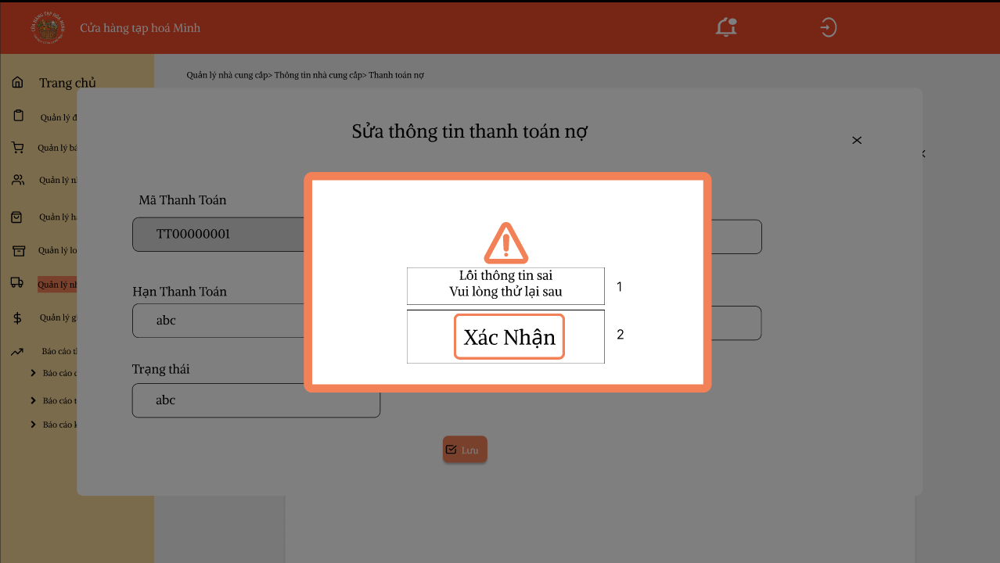 Cửa hàng tạp hoá Minh
Quản lý nhà cung cấp> Thông tin nhà cung cấp> Thanh toán nợ
Trang chủ
Quản lý
Quản lý
Quản lý
Quản lý
Quản lý
Quản lý
Quản lý
Báo cáo
Báo cáo
Báo cáo
Báo cáo
Sửa thông tin thanh toán nợ
Mã Thanh Toán
TT00000001
Hạn Thanh Toán
abc
Trạng thái
abc
Lỗi thông tin sai
Vui lòng thử lại sau
1
Xác Nhận
2
Lưu